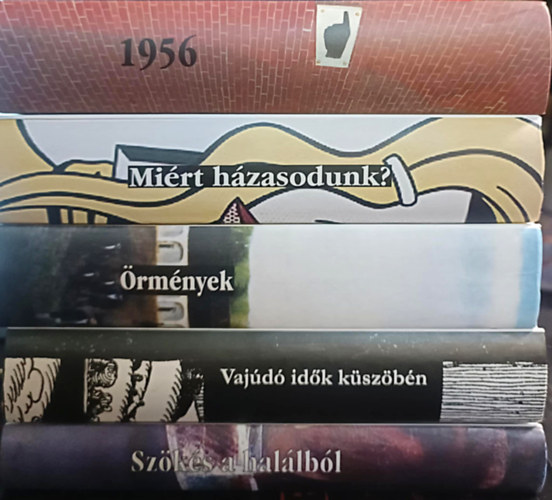 1956
Miért házasodunk?
Örmények
Vajúdó idők küszöbén
Szökés a halálból